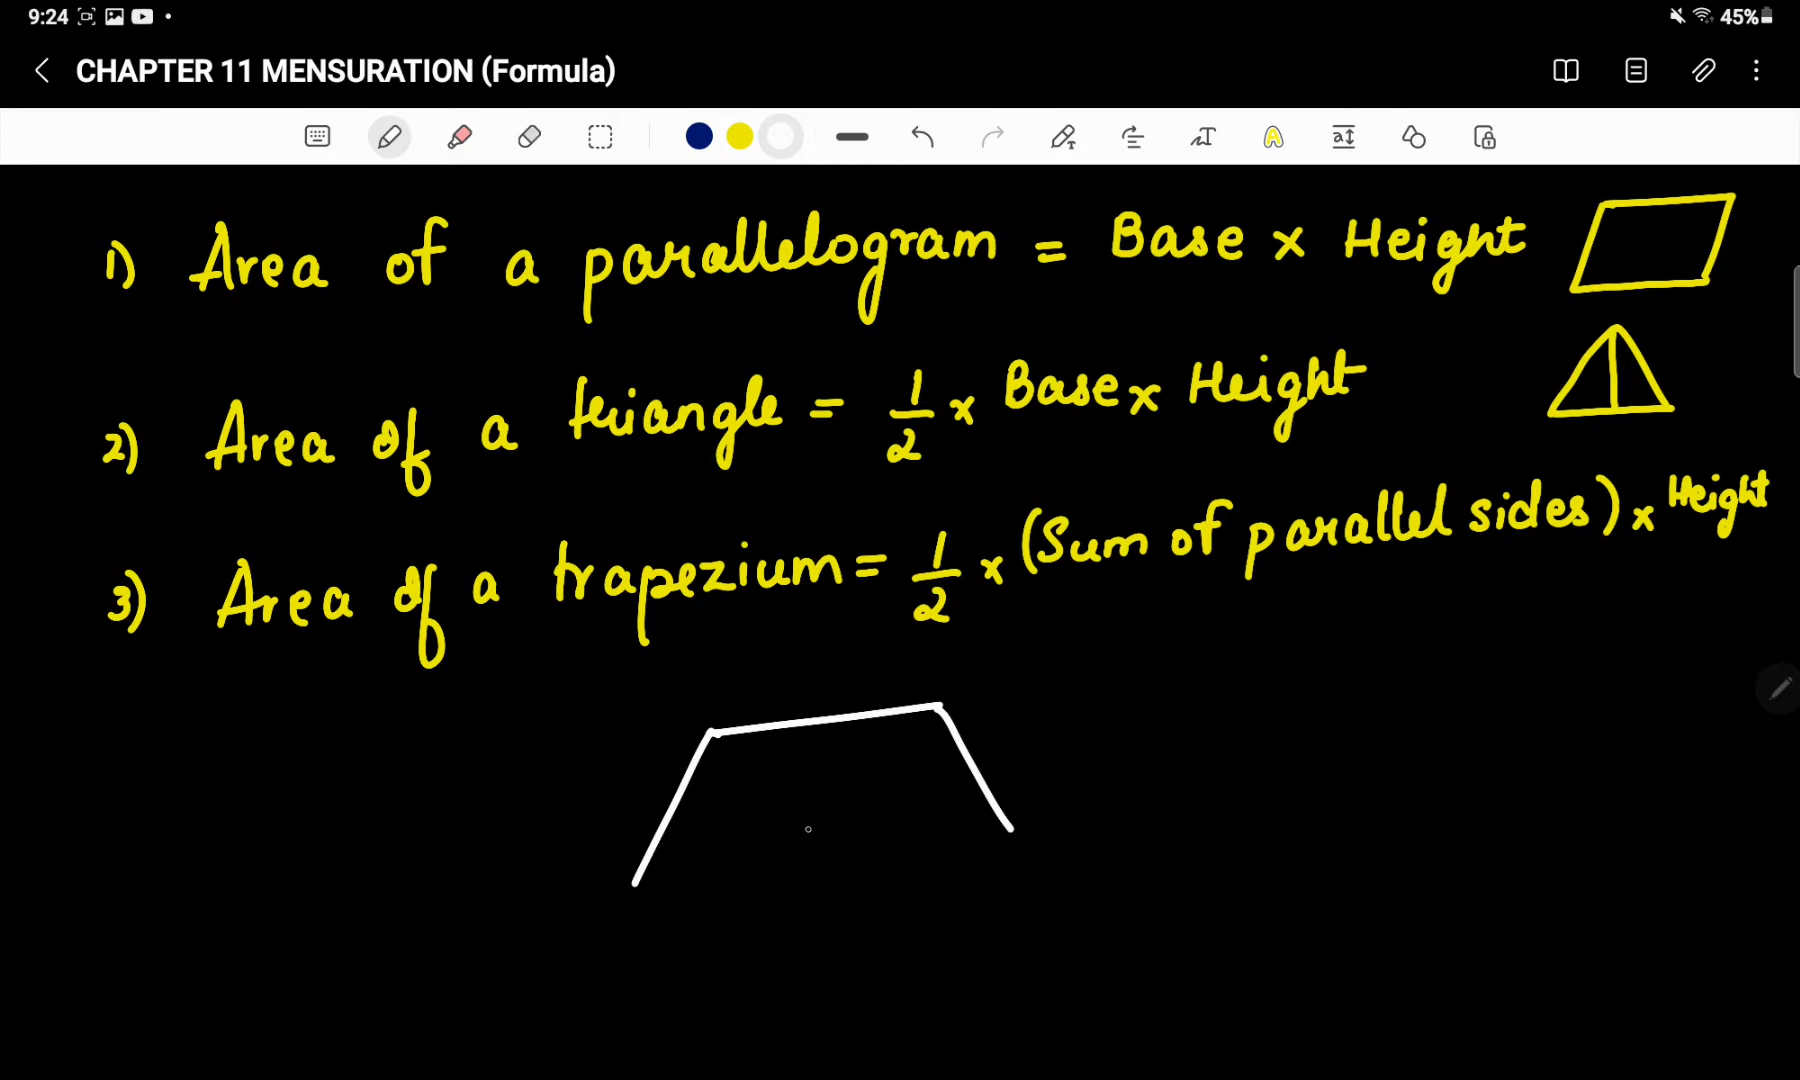 9:24 45%
CHAPTER 11 MENSURATION (Formula)
1) Area of a parallelogram = Base x Height
2) Area of a triangle = 1/2 x Base x Height
3) Area of a trapezium = 1/2 x (Sum of parallel sides) x Height